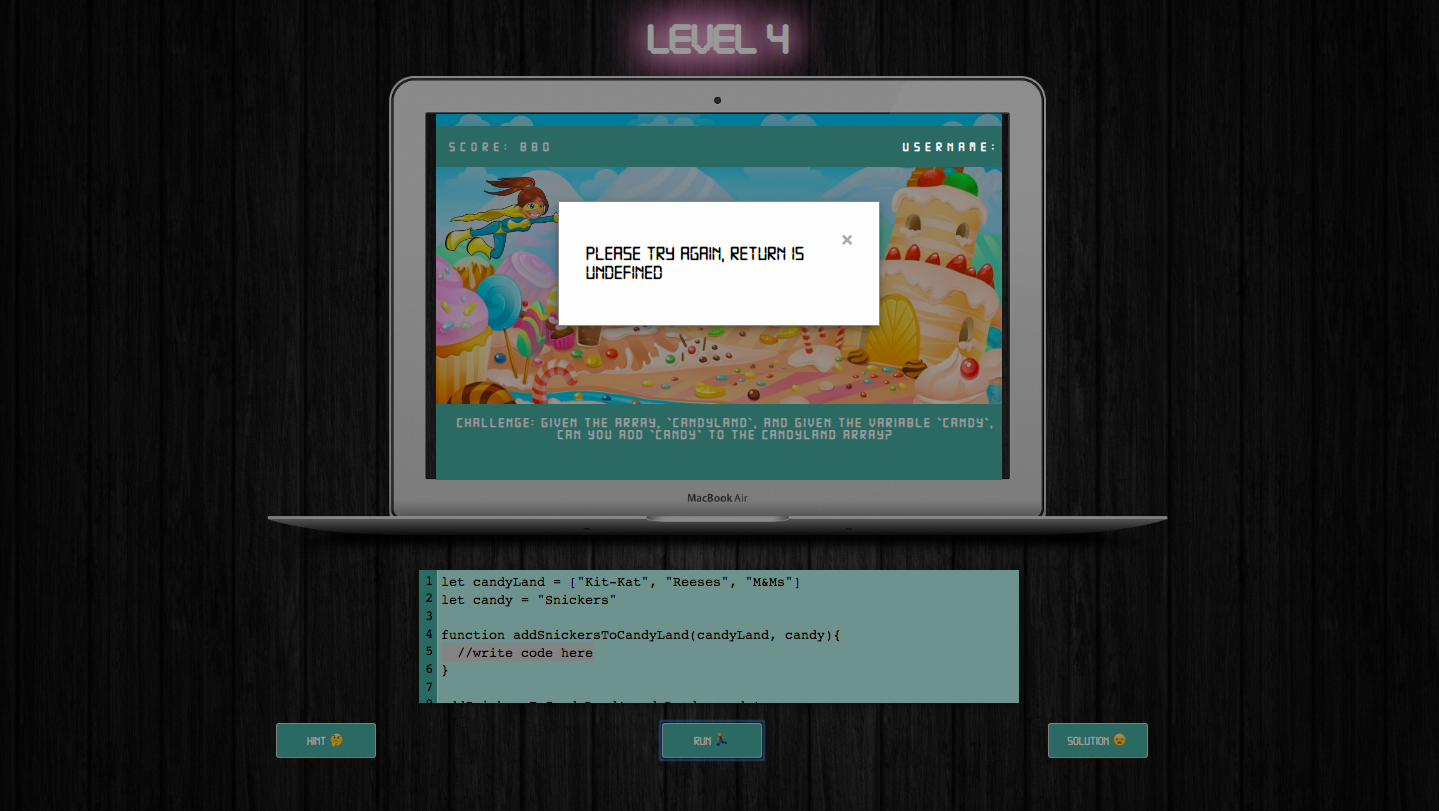 LEVEL 4
SCORE: 880
USERNAME:
PLEASE TRY AGAIN, RETURN IS
UNDEFINED
CHALLENGE: GIVEN THE ARRAY, `CANDYLAND`, AND GIVEN THE VARIABLE `CANDY`,
CAN YOU ADD `CANDY` TO THE CANDYLAND ARRAY?
MacBook Air
1 let candyLand = ["Kit-Kat", "Reeses", "M&Ms"]
2 let candy = "Snickers"
3
4 function addSnickersToCandyLand(candyLand, candy){
5 //write code here
6 }
7
HINT 🤔
RUN 🏃
SOLUTION 😴